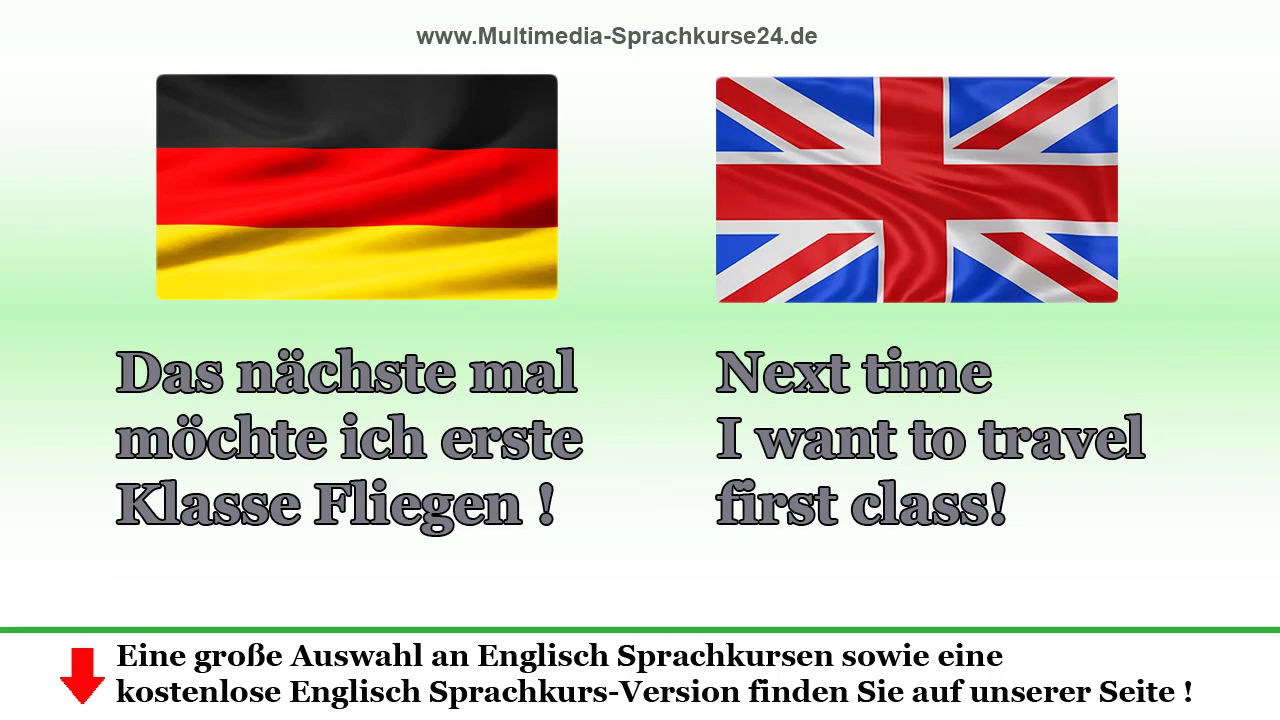 www.Multimedia-Sprachkurse24.de
Das nächste mal
möchte ich erste
Klasse Fliegen !
Next time
I want to travel
first class!
Eine große Auswahl an Englisch Sprachkursen sowie eine
kostenlose Englisch Sprachkurs-Version finden Sie auf unserer Seite !